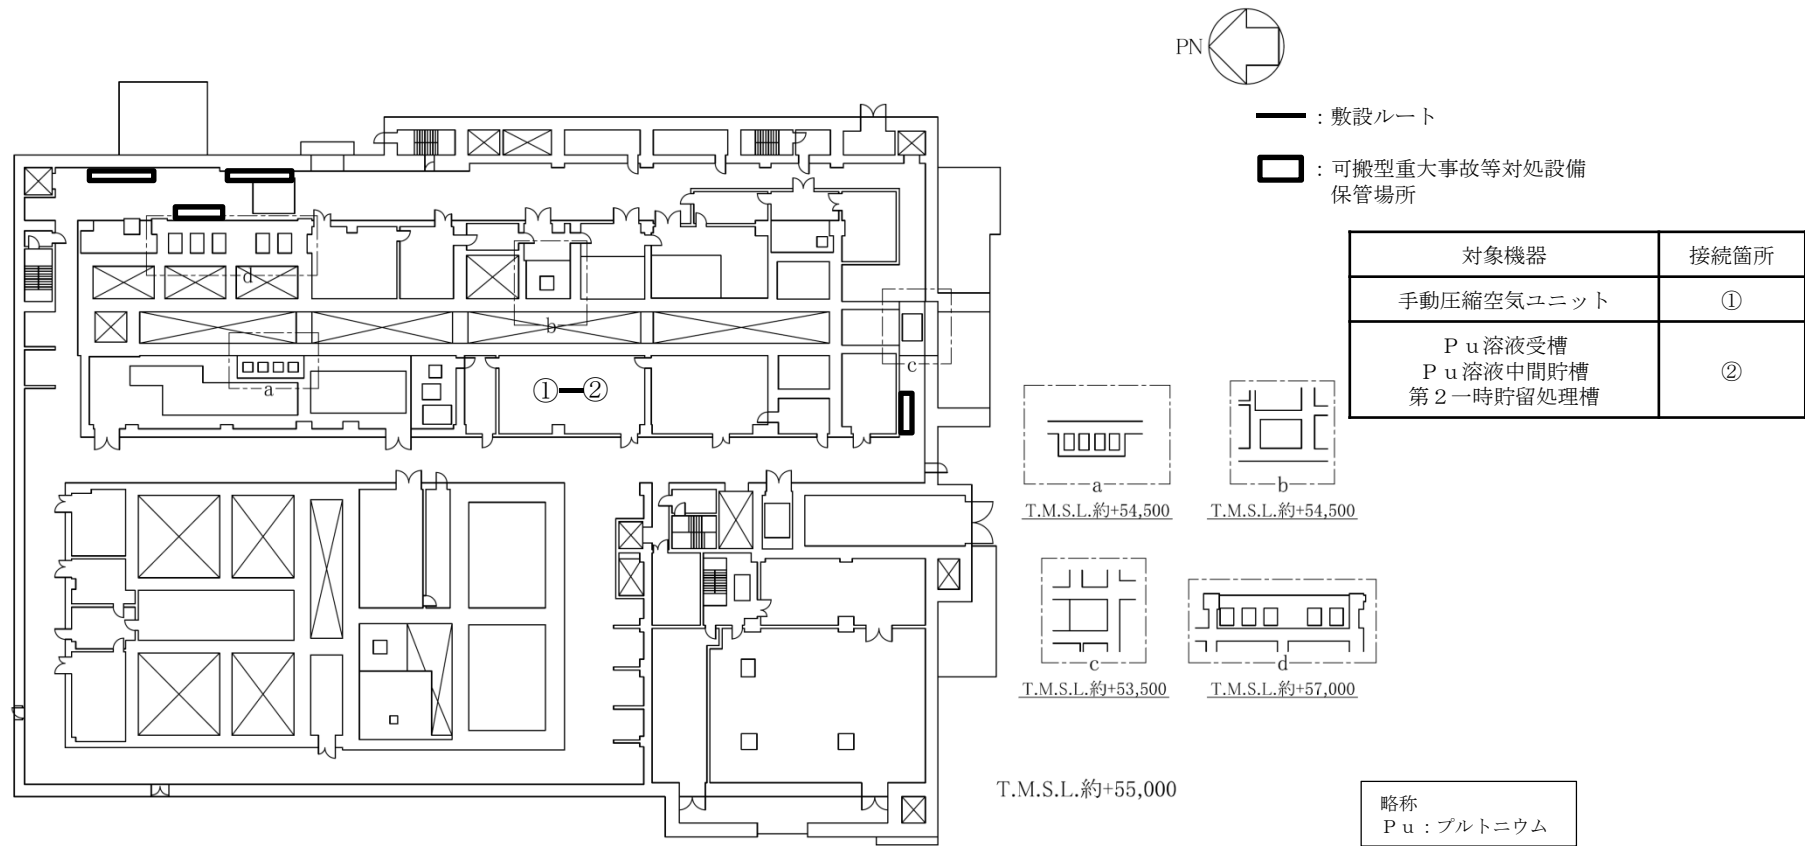 PN
：敷設ルート
：可搬型重大事故等対処設備
保管場所
対象機器 接続箇所
手動圧縮空気ユニット ①
Ｐｕ溶液受槽
Ｐｕ溶液中間貯槽
第２一時貯留処理槽
②
d
b
a
c
①
②
a
T.M.S.L.約+54,500
b
T.M.S.L.約+54,500
c
T.M.S.L.約+53,500
d
T.M.S.L.約+57,000
T.M.S.L.約+55,000
略称
Ｐｕ：プルトニウム